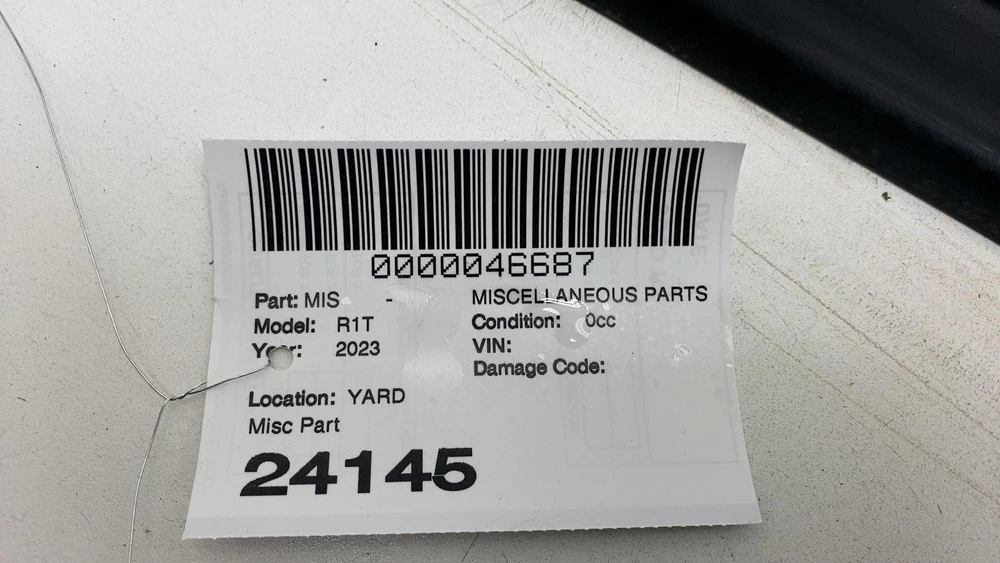 0000046687
Part: MIS - MISCELLANEOUS PARTS
Model: R1T Condition: 0cc
Year: 2023 VIN:
Damage Code:
Location: YARD
Misc Part
24145